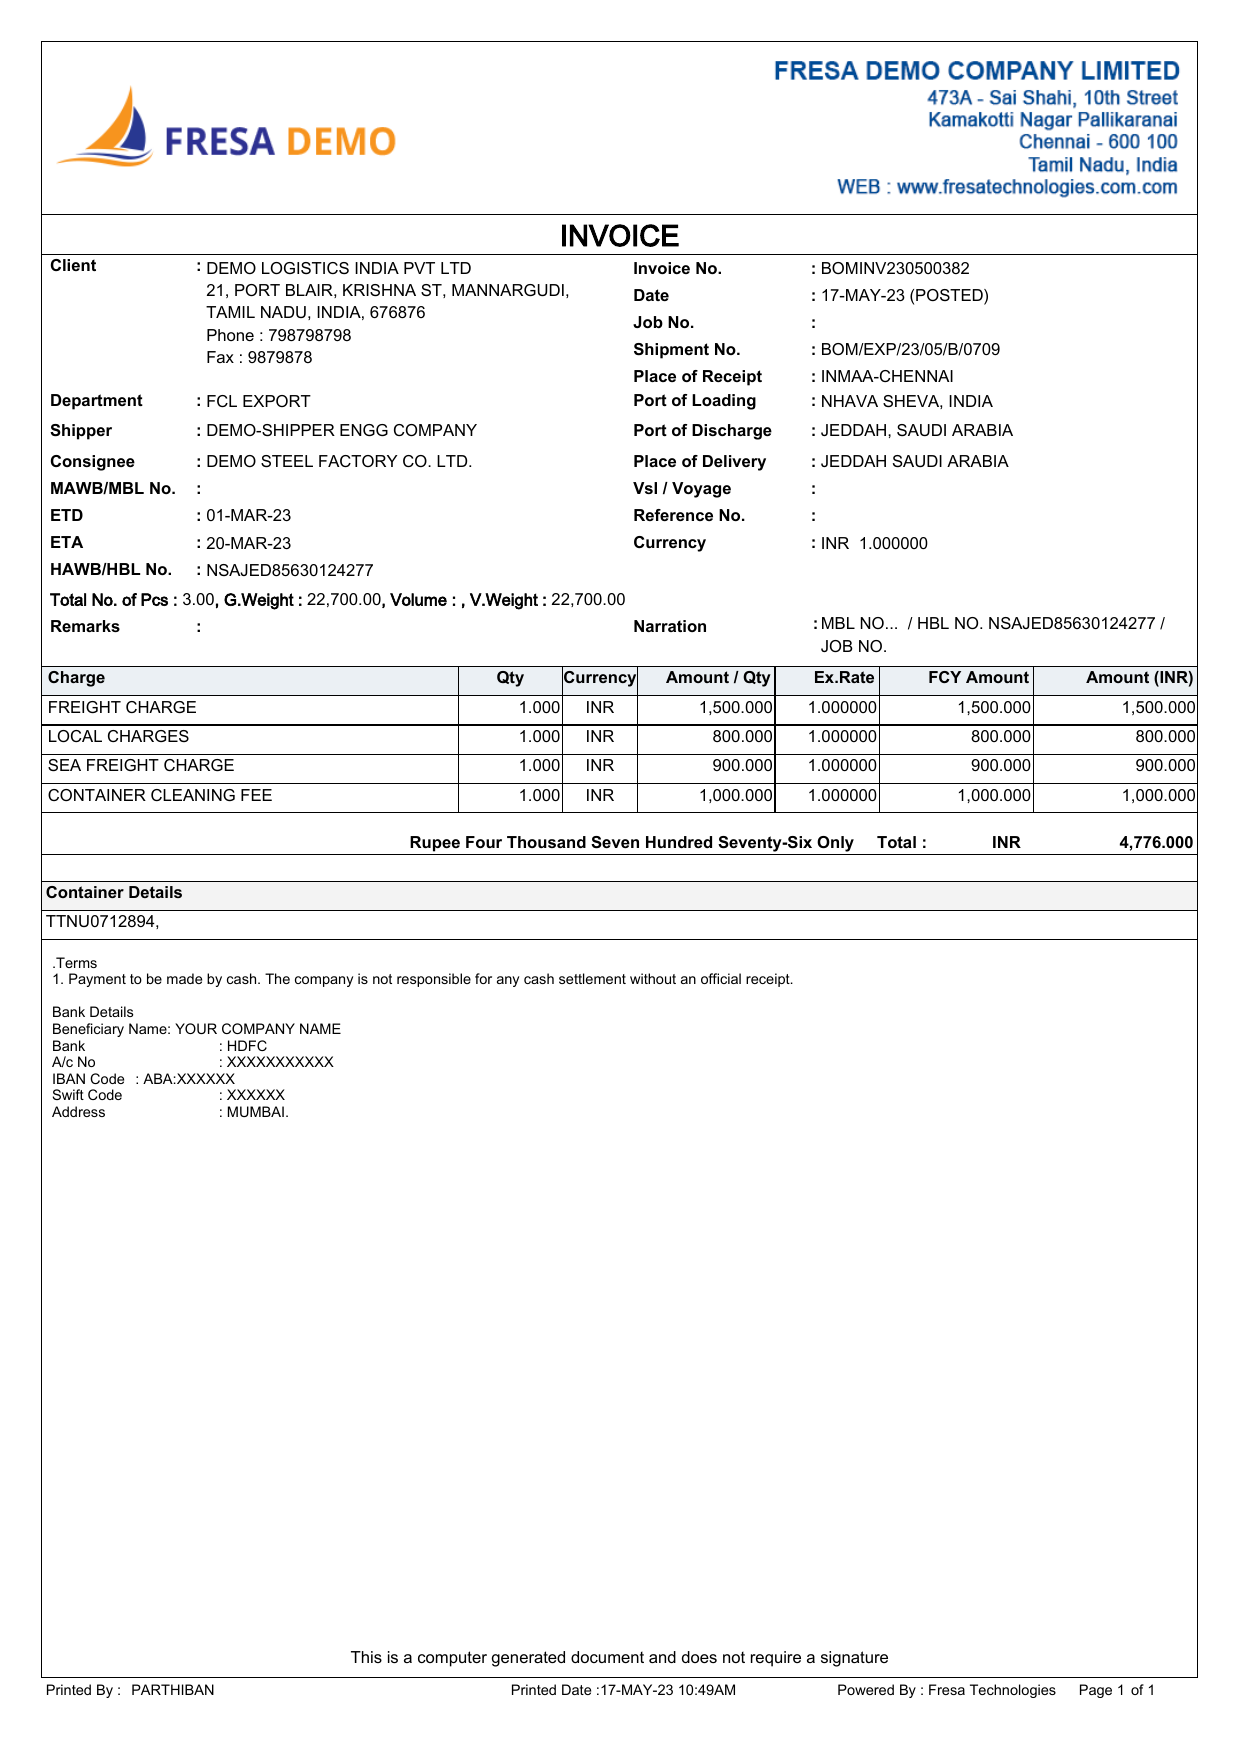 FRESA DEMO
FRESA DEMO COMPANY LIMITED
473A - Sai Shahi, 10th Street
Kamakotti Nagar Pallikaranai
Chennai - 600 100
Tamil Nadu, India
WEB : www.fresatechnologies.com.com
INVOICE
Client : DEMO LOGISTICS INDIA PVT LTD
21, PORT BLAIR, KRISHNA ST, MANNARGUDI,
TAMIL NADU, INDIA, 676876
Phone : 798798798
Fax : 9879878
Invoice No. : BOMINV230500382
Date : 17-MAY-23 (POSTED)
Job No. :
Shipment No. : BOM/EXP/23/05/B/0709
Place of Receipt : INMAA-CHENNAI
Department : FCL EXPORT
Port of Loading : NHAVA SHEVA, INDIA
Shipper : DEMO-SHIPPER ENGG COMPANY
Port of Discharge : JEDDAH, SAUDI ARABIA
Consignee : DEMO STEEL FACTORY CO. LTD.
Place of Delivery : JEDDAH SAUDI ARABIA
MAWB/MBL No. :
Vsl / Voyage :
ETD : 01-MAR-23
Reference No. :
ETA : 20-MAR-23
Currency : INR 1.000000
HAWB/HBL No. : NSAJED85630124277
Total No. of Pcs : 3.00, G.Weight : 22,700.00, Volume : , V.Weight : 22,700.00
Remarks :
Narration : MBL NO... / HBL NO. NSAJED85630124277 /
JOB NO.
Charge Qty Currency Amount / Qty Ex.Rate FCY Amount Amount (INR)
FREIGHT CHARGE 1.000 INR 1,500.000 1.000000 1,500.000 1,500.000
LOCAL CHARGES 1.000 INR 800.000 1.000000 800.000 800.000
SEA FREIGHT CHARGE 1.000 INR 900.000 1.000000 900.000 900.000
CONTAINER CLEANING FEE 1.000 INR 1,000.000 1.000000 1,000.000 1,000.000
Rupee Four Thousand Seven Hundred Seventy-Six Only Total : INR 4,776.000
Container Details
TTNU0712894,
.Terms
1. Payment to be made by cash. The company is not responsible for any cash settlement without an official receipt.
Bank Details
Beneficiary Name: YOUR COMPANY NAME
Bank : HDFC
A/c No : XXXXXXXXXXX
IBAN Code : ABA:XXXXXX
Swift Code : XXXXXX
Address : MUMBAI.
This is a computer generated document and does not require a signature
Printed By : PARTHIBAN Printed Date :17-MAY-23 10:49AM Powered By : Fresa Technologies Page 1 of 1